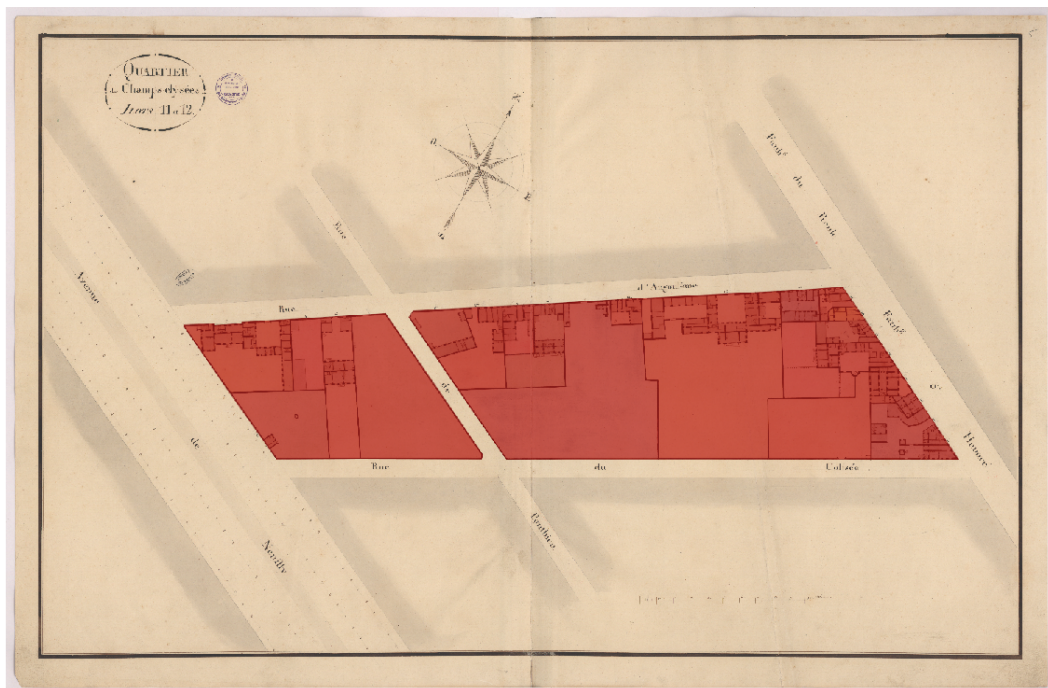 QUARTIER
des Champs elysées
Ilots 11 et 12.
Rue
Faubg
du
Roule
Avenue
de
Neuilly
Rue
d'Angoulême
de
Ponthieu
Faubg
St
Honoré
Rue
du
Colisée